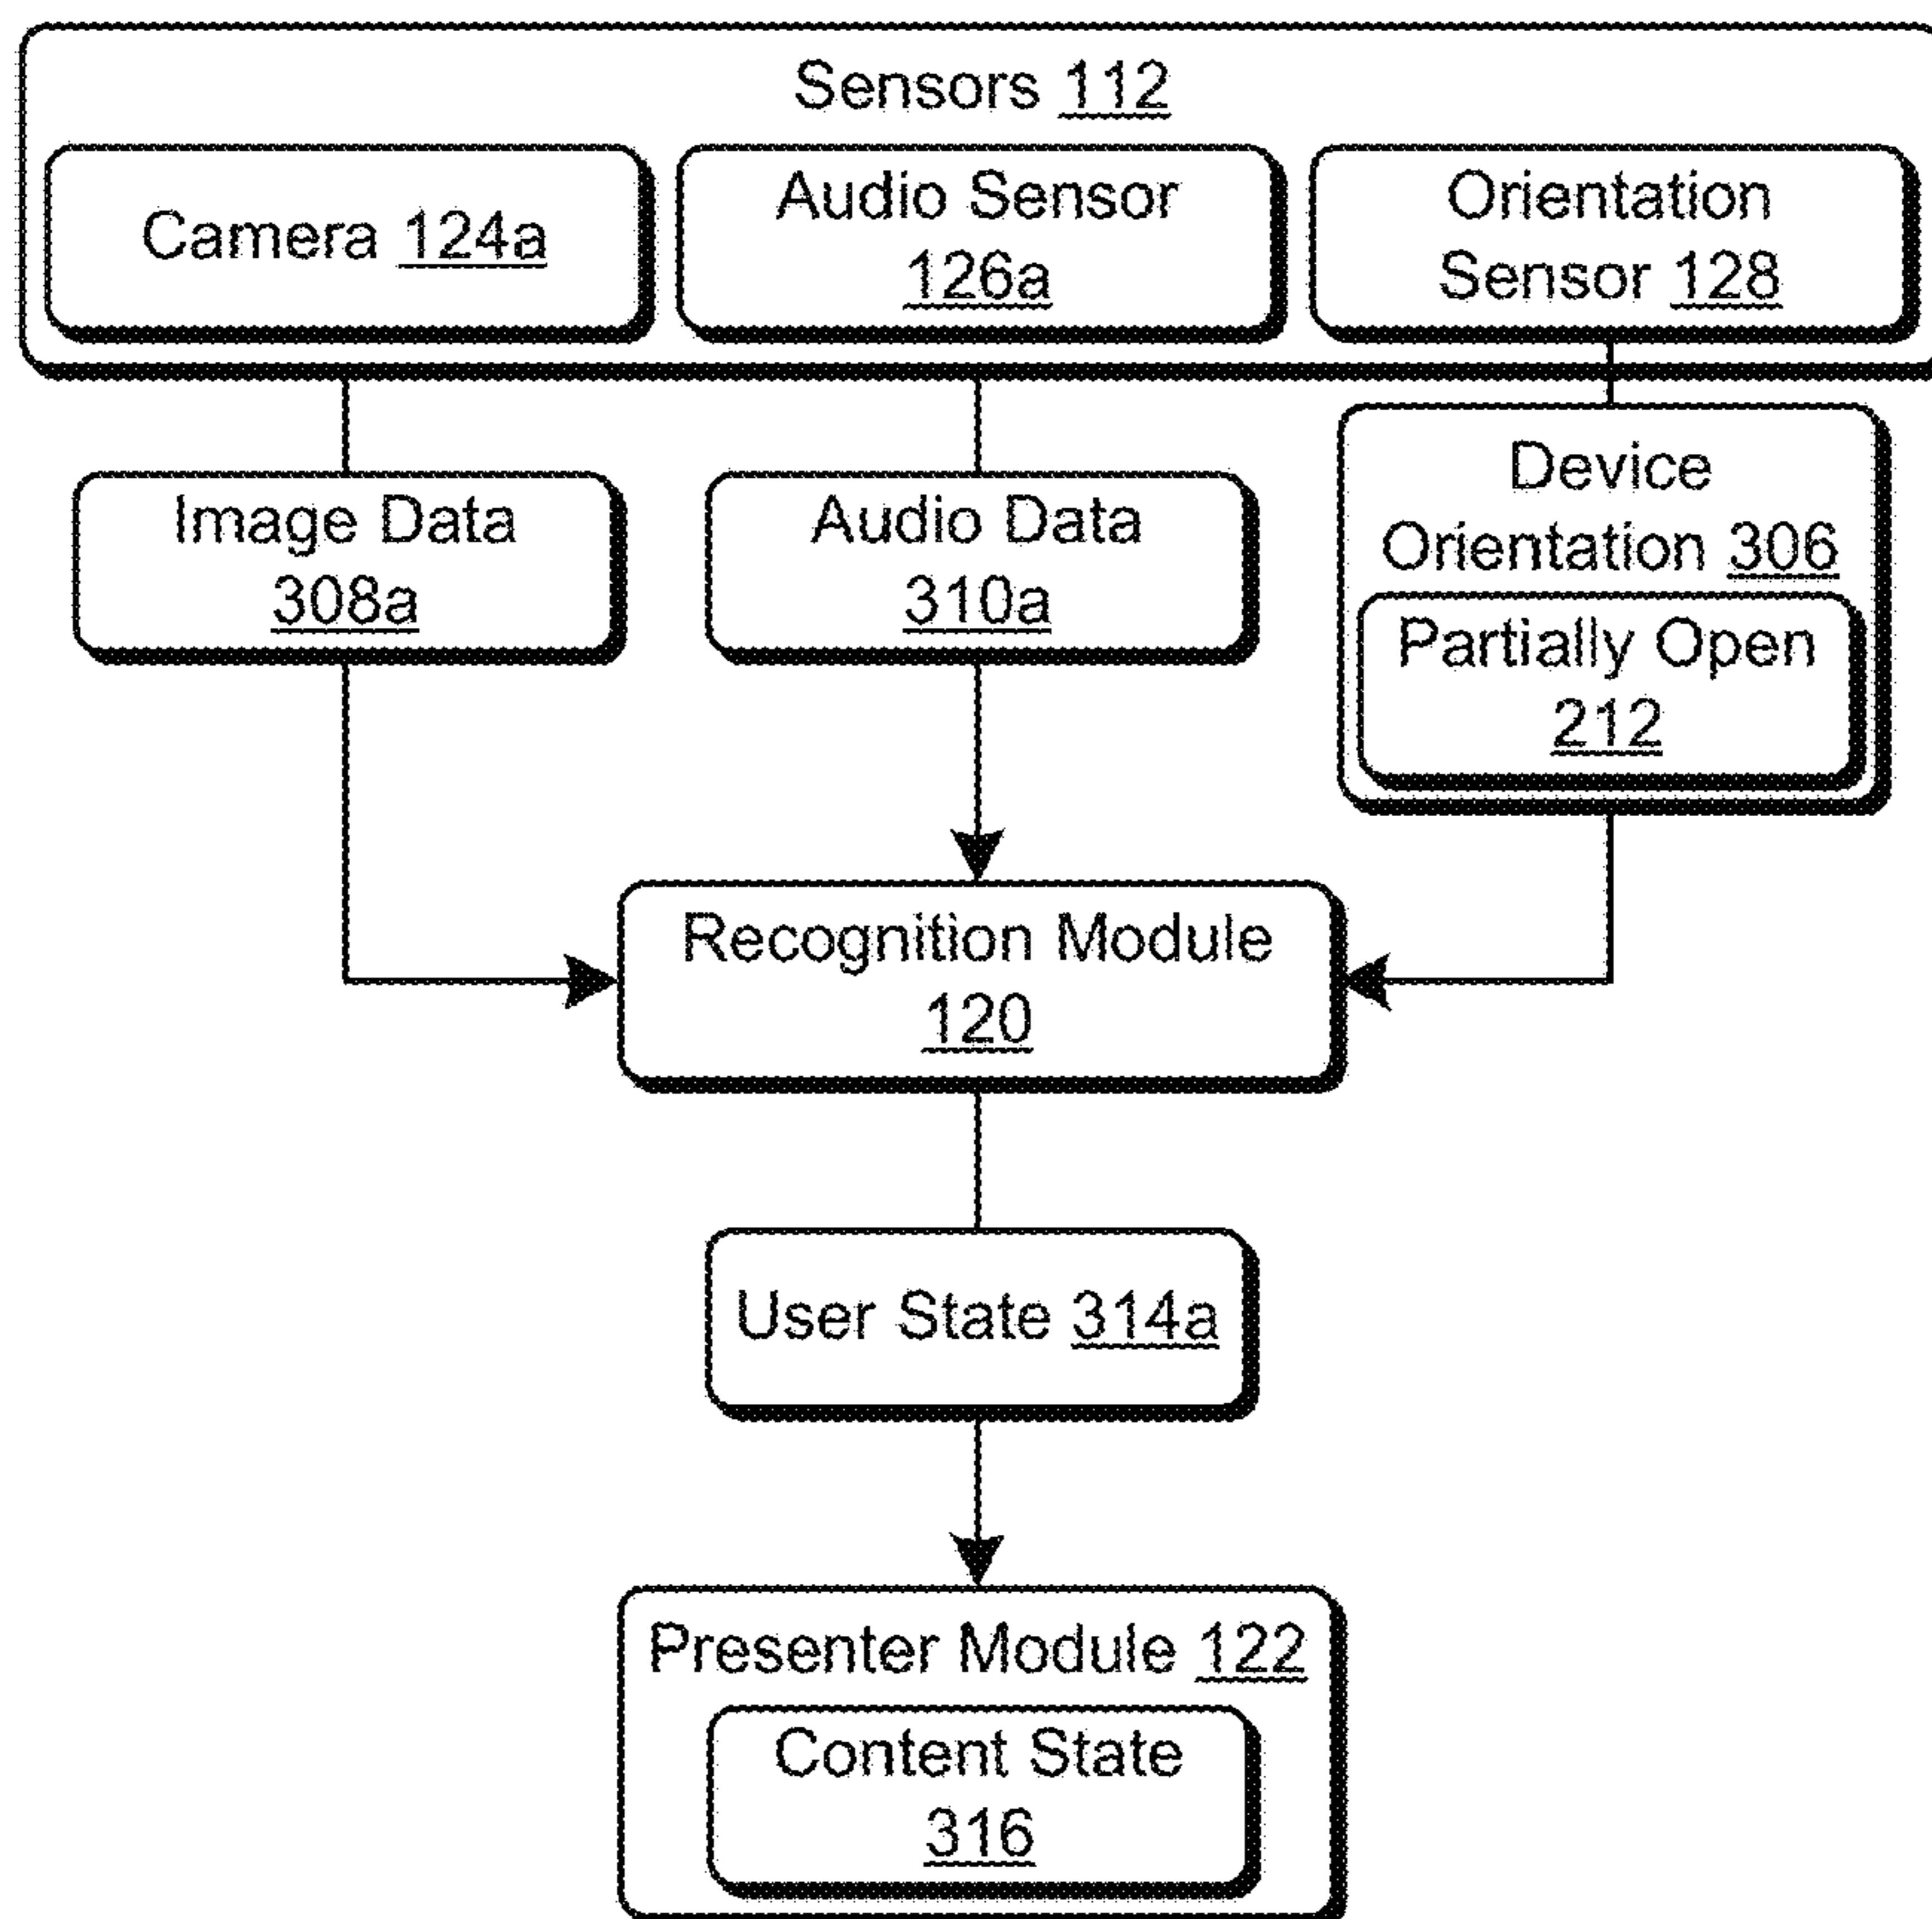 Sensors 112
Camera 124a
Audio Sensor
126a
Orientation
Sensor 128
Image Data
308a
Audio Data
310a
Device
Orientation 306
Partially Open
212
Recognition Module
120
User State 314a
Presenter Module 122
Content State
316